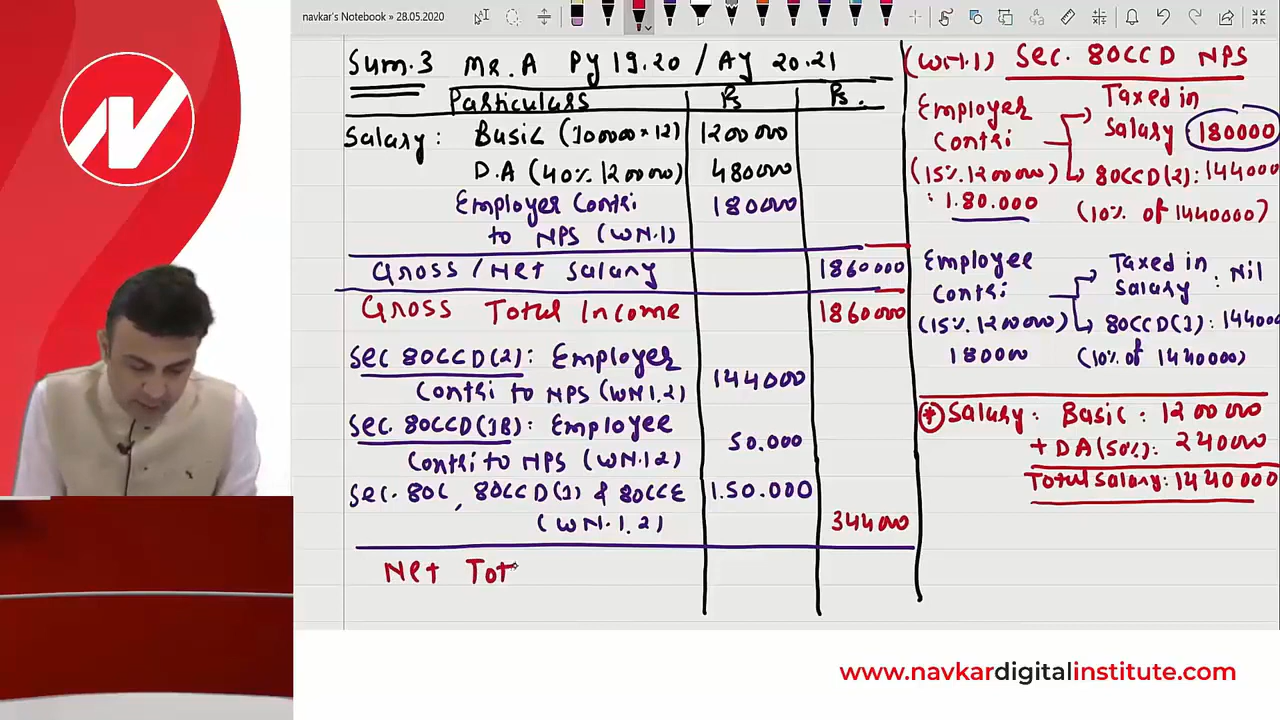 navkar's Notebook » 28.05.2020
Sum.3 Mr. A PY 19.20 / AY 20.21
Particulars Rs Rs.
Salary: Basic (100000×12) 1200000
D.A (40% 1200000) 480000
Employer Contri 180000
to NPS (WN.1)
Gross / Net Salary 1860000
Gross Total Income 1860000
Sec 80CCD(2): Employer
Contri to NPS (WN1.2) 144000
Sec. 80CCD(1B): Employee
Contri to NPS (WN.12) 50.000
Sec. 80C, 80CCD(1) & 80CCE 1.50.000
(WN.1.2) 344000
Net Tot
(WN.1) Sec. 80CCD NPS
Employer Contri
(15% 1200000)
: 1.80.000
Taxed in
Salary 180000
80CCD(2): 144000
(10% of 1440000)
Employee
Contri
(15% 1200000)
180000
Taxed in
Salary : Nil
80CCD(1): 144000
(10% of 1440000)
* Salary: Basic: 1200000
+ DA (50%): 240000
Total Salary: 1440000
www.navkardigitalinstitute.com